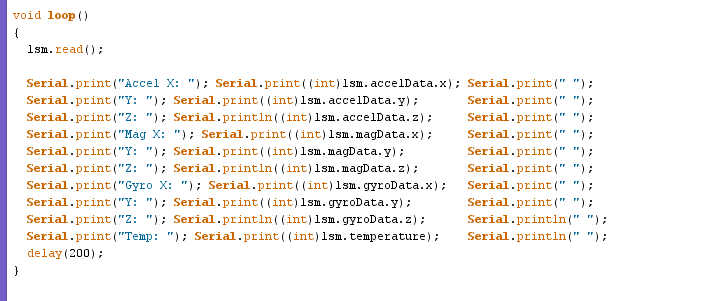 void loop()
{
  lsm.read();

  Serial.print("Accel X: "); Serial.print((int)lsm.accelData.x); Serial.print(" ");
  Serial.print("Y: "); Serial.print((int)lsm.accelData.y);       Serial.print(" ");
  Serial.print("Z: "); Serial.println((int)lsm.accelData.z);     Serial.print(" ");
  Serial.print("Mag X: "); Serial.print((int)lsm.magData.x);     Serial.print(" ");
  Serial.print("Y: "); Serial.print((int)lsm.magData.y);         Serial.print(" ");
  Serial.print("Z: "); Serial.println((int)lsm.magData.z);       Serial.print(" ");
  Serial.print("Gyro X: "); Serial.print((int)lsm.gyroData.x);   Serial.print(" ");
  Serial.print("Y: "); Serial.print((int)lsm.gyroData.y);        Serial.print(" ");
  Serial.print("Z: "); Serial.println((int)lsm.gyroData.z);      Serial.println(" ");
  Serial.print("Temp: "); Serial.print((int)lsm.temperature);    Serial.println(" ");
  delay(200);
}